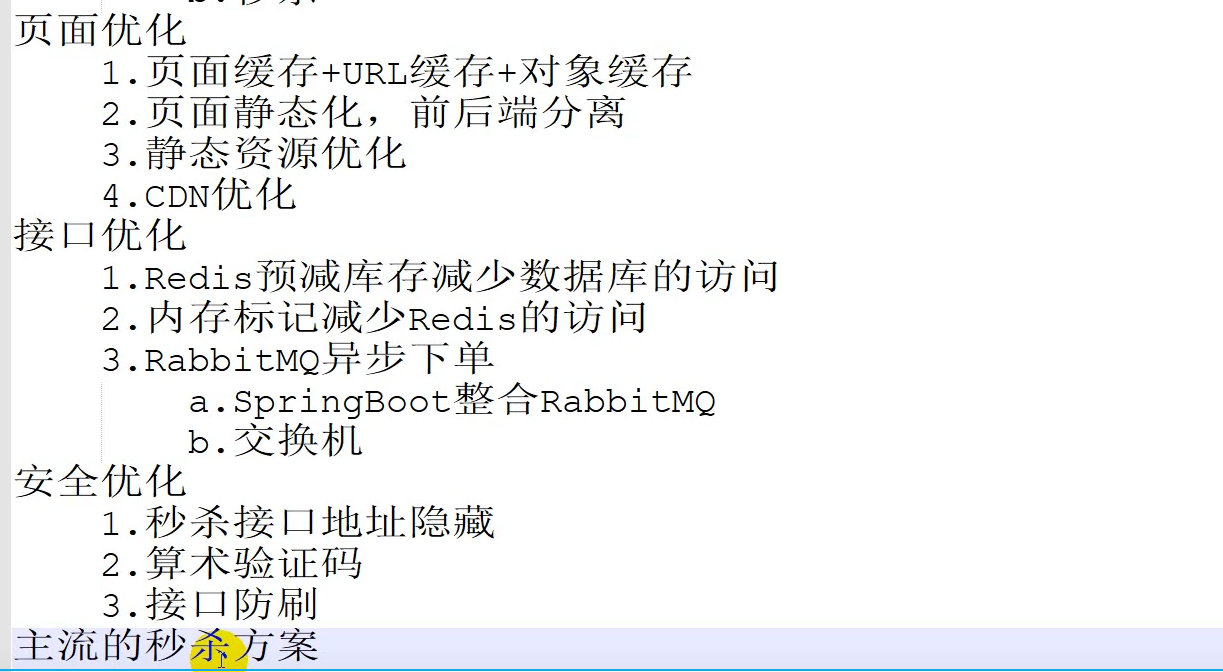 页面优化
1.页面缓存+URL缓存+对象缓存
2.页面静态化，前后端分离
3.静态资源优化
4.CDN优化
接口优化
1.Redis预减库存减少数据库的访问
2.内存标记减少Redis的访问
3.RabbitMQ异步下单
a.SpringBoot整合RabbitMQ
b.交换机
安全优化
1.秒杀接口地址隐藏
2.算术验证码
3.接口防刷
主流的秒杀方案